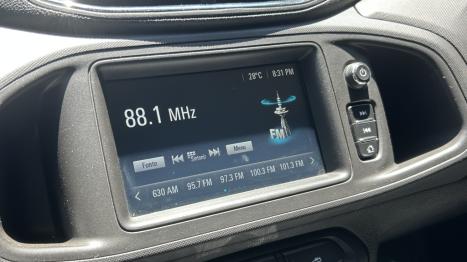 28°C 8:31 PM
88.1 MHz
FM
Fonte Sintoni Menu
630 AM 95.7 FM 97.3 FM 100.3 FM 101.3 FM